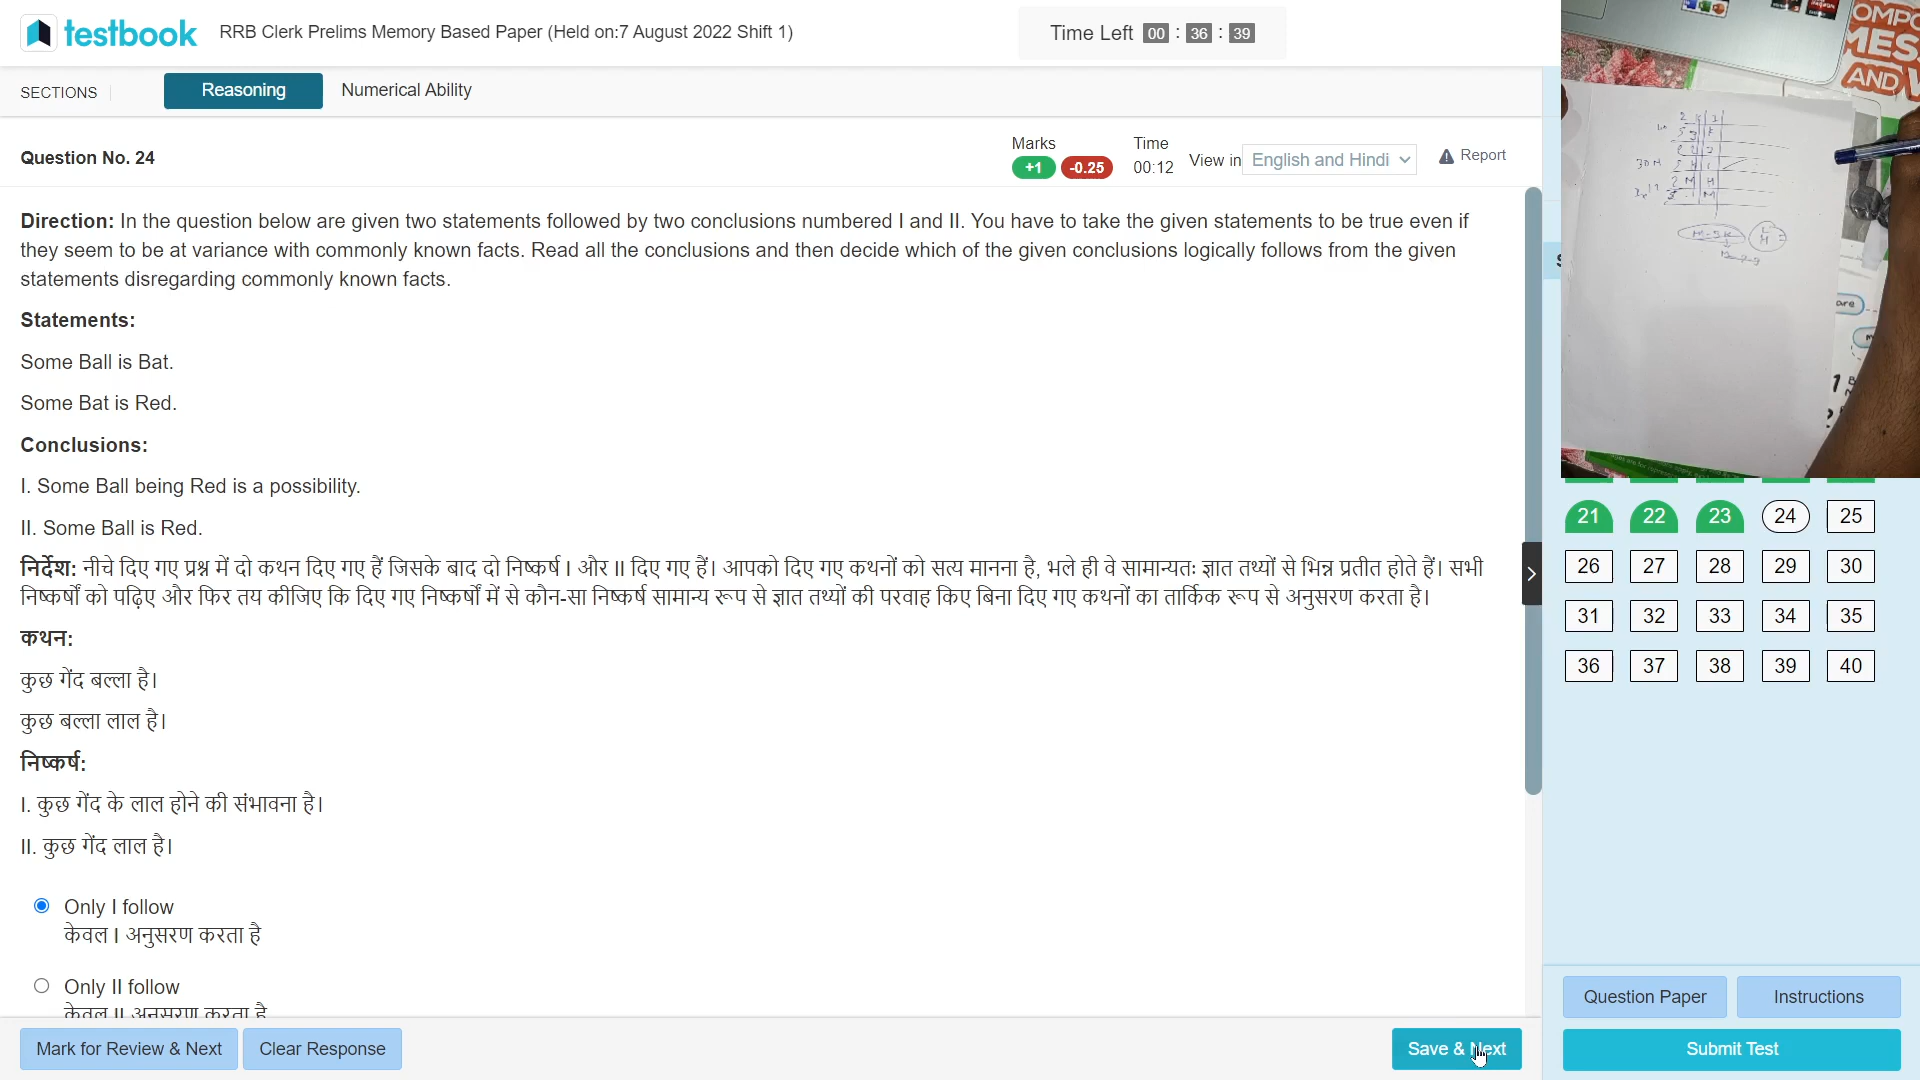 testbook
RRB Clerk Prelims Memory Based Paper (Held on:7 August 2022 Shift 1)
Time Left 00 : 36 : 39
SECTIONS
Reasoning
Numerical Ability
Question No. 24
Marks
+1 -0.25
Time
00:12
View in English and Hindi
Report
Direction: In the question below are given two statements followed by two conclusions numbered I and II. You have to take the given statements to be true even if
they seem to be at variance with commonly known facts. Read all the conclusions and then decide which of the given conclusions logically follows from the given
statements disregarding commonly known facts.
Statements:
Some Ball is Bat.
Some Bat is Red.
Conclusions:
I. Some Ball being Red is a possibility.
II. Some Ball is Red.
निर्देश: नीचे दिए गए प्रश्न में दो कथन दिए गए हैं जिसके बाद दो निष्कर्ष I और II दिए गए हैं। आपको दिए गए कथनों को सत्य मानना है, भले ही वे सामान्यतः ज्ञात तथ्यों से भिन्न प्रतीत होते हैं। सभी
निष्कर्षों को पढ़िए और फिर तय कीजिए कि दिए गए निष्कर्षों में से कौन-सा निष्कर्ष सामान्य रूप से ज्ञात तथ्यों की परवाह किए बिना दिए गए कथनों का तार्किक रूप से अनुसरण करता है।
कथन:
कुछ गेंद बल्ला है।
कुछ बल्ला लाल है।
निष्कर्ष:
I. कुछ गेंद के लाल होने की संभावना है।
II. कुछ गेंद लाल है।
Only I follow
केवल I अनुसरण करता है
Only II follow
केवल II अनुसरण करता है
Mark for Review & Next
Clear Response
Save & Next
MES
AND
21 22 23 24 25
26 27 28 29 30
31 32 33 34 35
36 37 38 39 40
Question Paper
Instructions
Submit Test